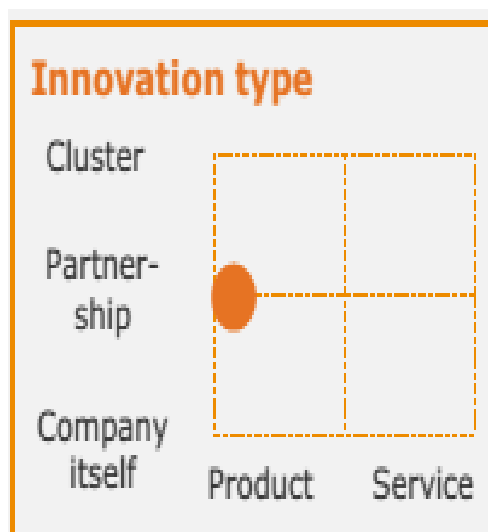 Innovation type
Cluster
Partner-
ship
Company
itself
Product Service